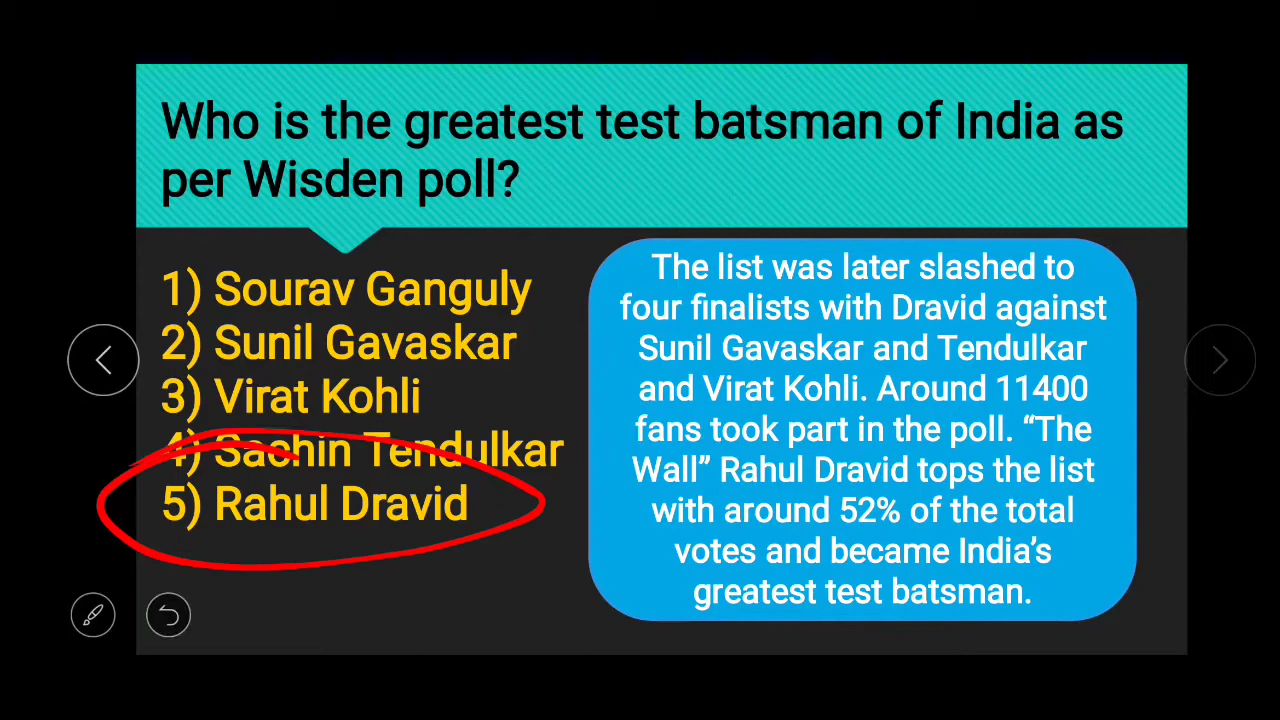 Who is the greatest test batsman of India as
per Wisden poll?
1) Sourav Ganguly
2) Sunil Gavaskar
3) Virat Kohli
4) Sachin Tendulkar
5) Rahul Dravid
The list was later slashed to
four finalists with Dravid against
Sunil Gavaskar and Tendulkar
and Virat Kohli. Around 11400
fans took part in the poll. “The
Wall” Rahul Dravid tops the list
with around 52% of the total
votes and became India’s
greatest test batsman.